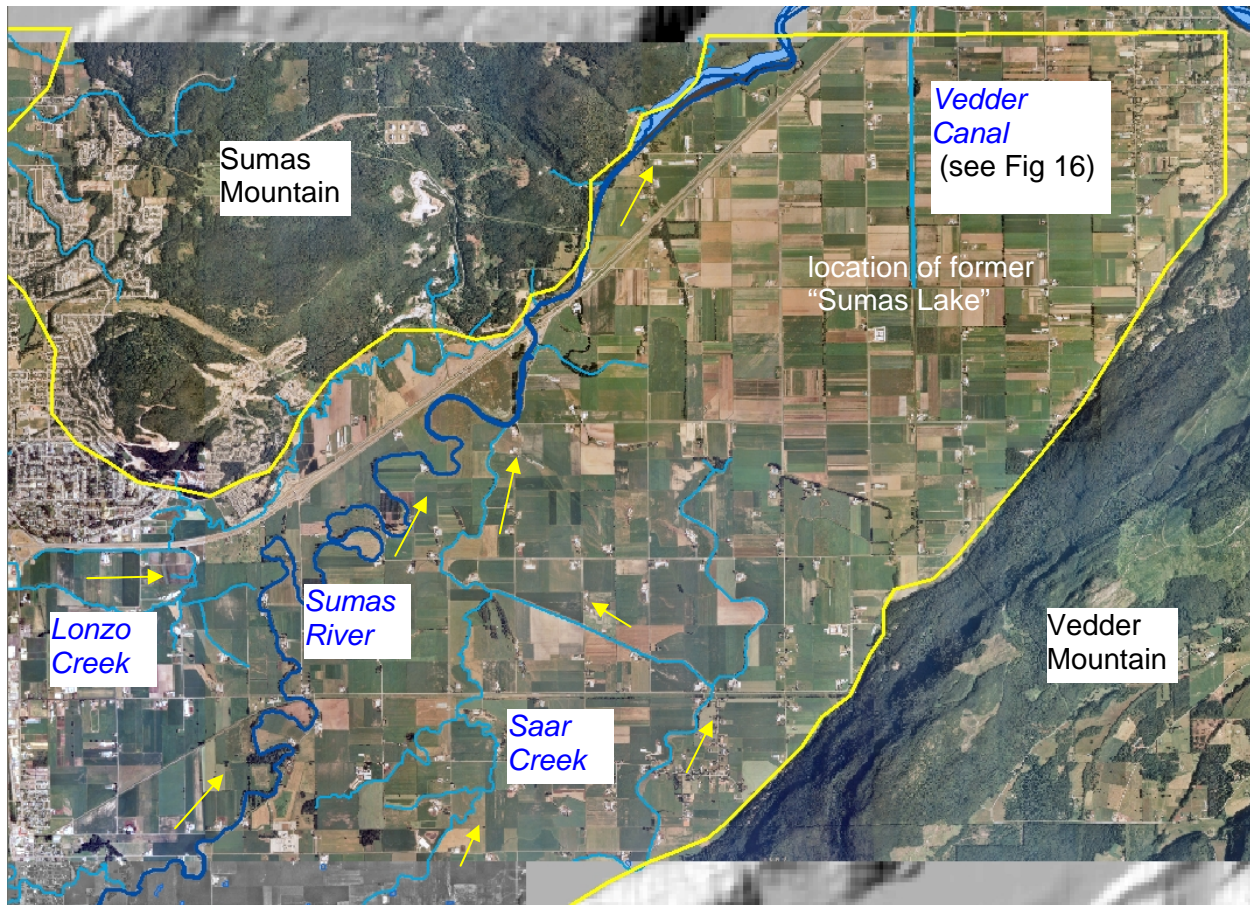 Sumas
Mountain
Vedder
Canal
(see Fig 16)
location of former
“Sumas Lake”
Lonzo
Creek
Sumas
River
Saar
Creek
Vedder
Mountain